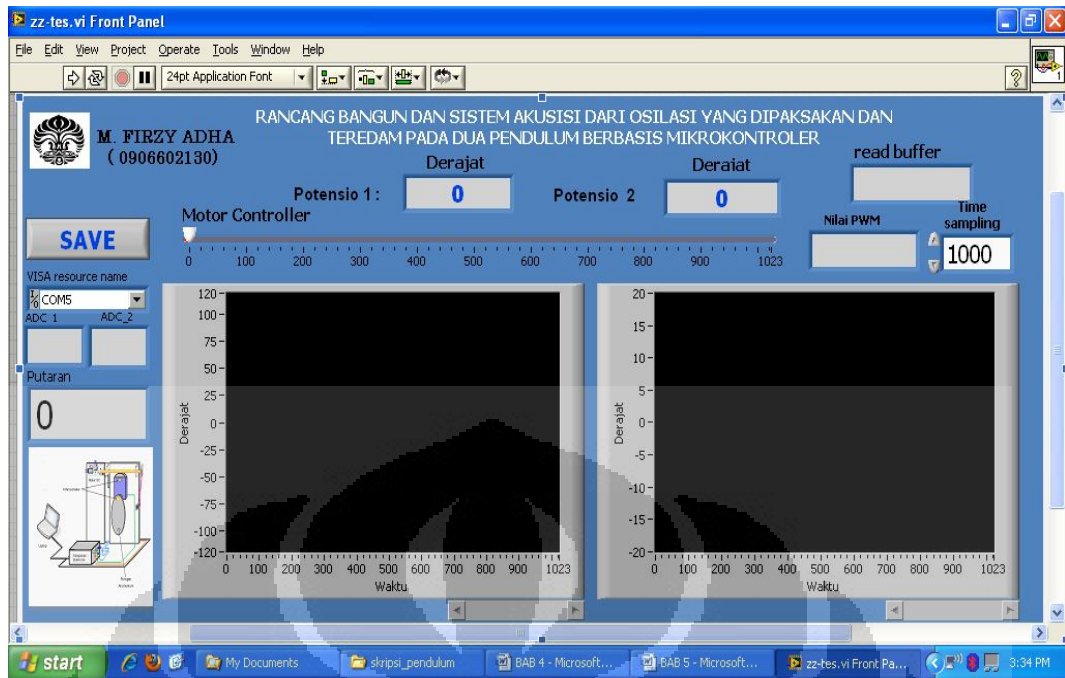 zz-tes.vi Front Panel
File Edit View Project Operate Tools Window Help
24pt Application Font
1
RANCANG BANGUN DAN SISTEM AKUSISI DARI OSILASI YANG DIPAKSAKAN DAN
TEREDAM PADA DUA PENDULUM BERBASIS MIKROKONTROLER
M. FIRZY ADHA
( 0906602130)
Derajat
Deraiat
read buffer
Potensio 1 :
0
Potensio 2
0
SAVE
Motor Controller
0 100 200 300 400 500 600 700 800 900 1023
Nilai PWM
Time
sampling
1000
VISA resource name
I/0 COM5
ADC 1 ADC_2
Putaran
0
Derajat
120
100
75
50
25
0
-25
-50
-75
-100
-120
0 100 200 300 400 500 600 700 800 900 1023
Waktu
Derajat
20
15
10
5
0
-5
-10
-15
-20
0 100 200 300 400 500 600 700 800 900 1023
Waktu
start
My Documents
skripsi_pendulum
BAB 4 - Microsoft...
BAB 5 - Microsoft...
zz-tes.vi Front Pa...
3:34 PM